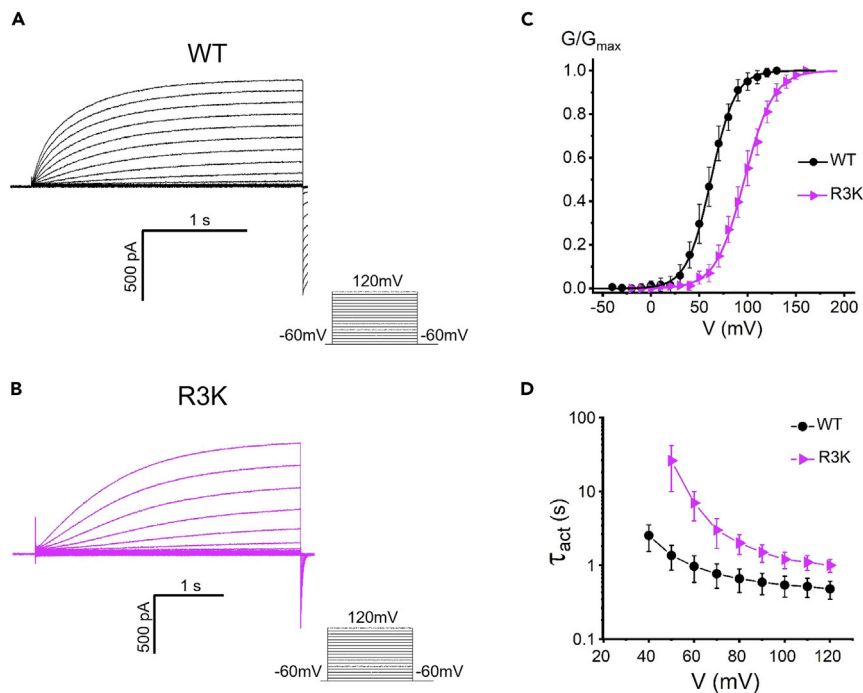 A
WT
1 s
500 pA
120mV
-60mV
-60mV
B
R3K
1 s
500 pA
120mV
-60mV
-60mV
C
G/Gmax
1.0
0.8
0.6
0.4
0.2
0.0
WT
R3K
-50 0 50 100 150 200
V (mV)
D
100
10
1
0.1
τact (s)
WT
R3K
20 40 60 80 100 120
V (mV)